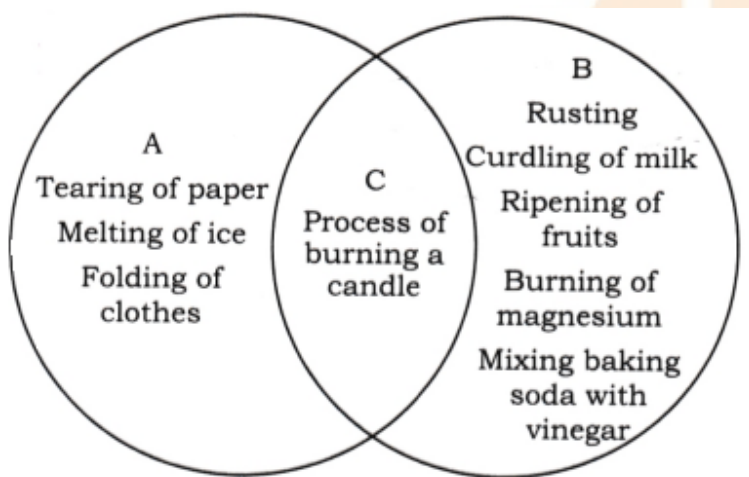 A
Tearing of paper
Melting of ice
Folding of
clothes
C
Process of
burning a
candle
B
Rusting
Curdling of milk
Ripening of
fruits
Burning of
magnesium
Mixing baking
soda with
vinegar